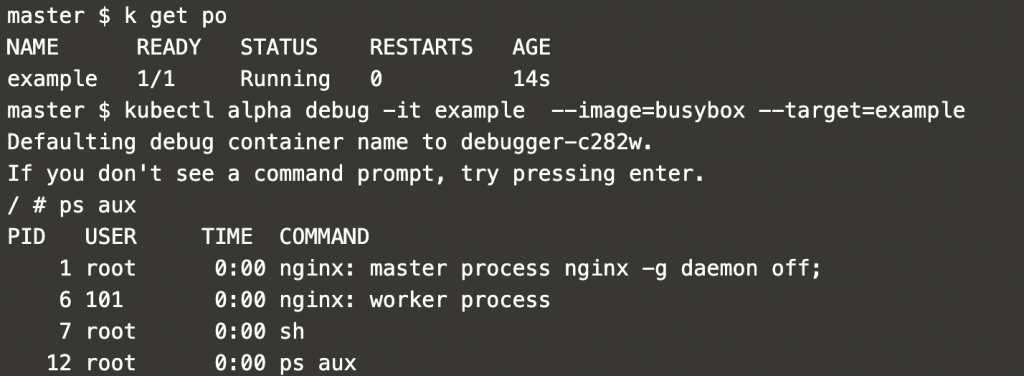 master $ k get po
NAME      READY   STATUS    RESTARTS   AGE
example   1/1     Running   0          14s
master $ kubectl alpha debug -it example  --image=busybox --target=example
Defaulting debug container name to debugger-c282w.
If you don't see a command prompt, try pressing enter.
/ # ps aux
PID   USER     TIME  COMMAND
    1 root      0:00 nginx: master process nginx -g daemon off;
    6 101       0:00 nginx: worker process
    7 root      0:00 sh
   12 root      0:00 ps aux